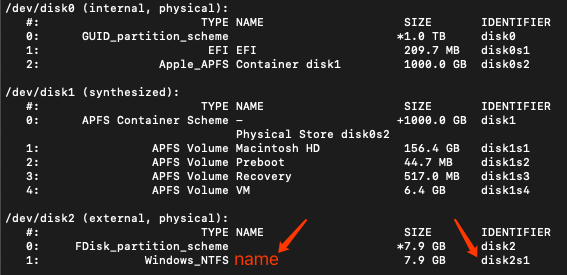 /dev/disk0 (internal, physical):
#: TYPE NAME SIZE IDENTIFIER
0: GUID_partition_scheme *1.0 TB disk0
1: EFI EFI 209.7 MB disk0s1
2: Apple_APFS Container disk1 1000.0 GB disk0s2
/dev/disk1 (synthesized):
#: TYPE NAME SIZE IDENTIFIER
0: APFS Container Scheme - +1000.0 GB disk1
Physical Store disk0s2
1: APFS Volume Macintosh HD 156.4 GB disk1s1
2: APFS Volume Preboot 44.7 MB disk1s2
3: APFS Volume Recovery 517.0 MB disk1s3
4: APFS Volume VM 6.4 GB disk1s4
/dev/disk2 (external, physical):
#: TYPE NAME SIZE IDENTIFIER
0: FDisk_partition_scheme *7.9 GB disk2
1: Windows_NTFS name 7.9 GB disk2s1